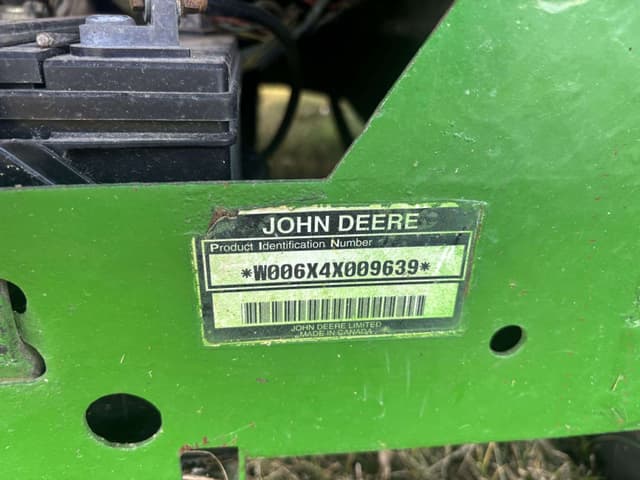 JOHN DEERE
Product Identification Number
*W006X4X009639*
JOHN DEERE LIMITED
MADE IN CANADA